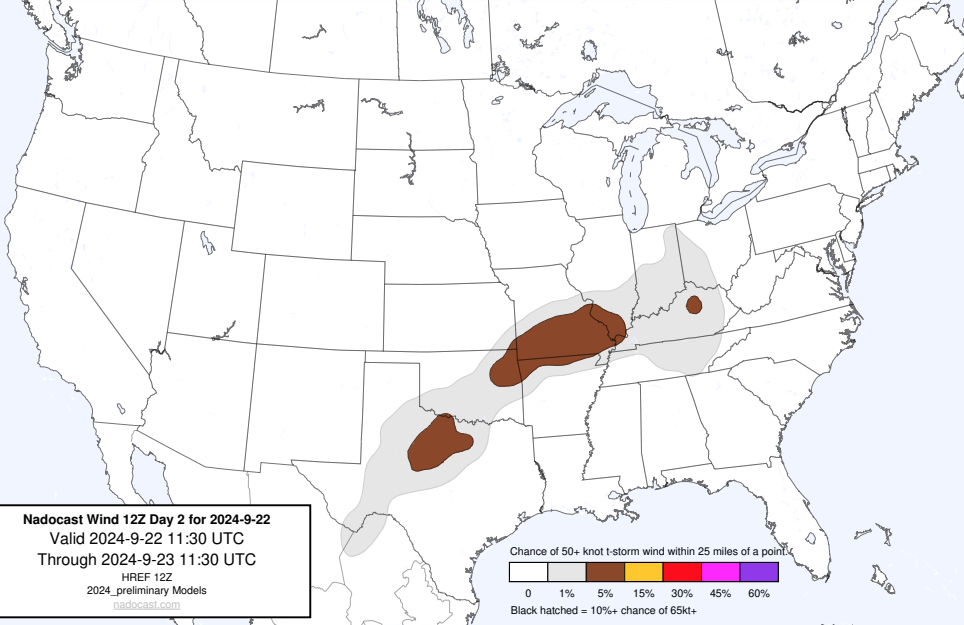 Nadocast Wind 12Z Day 2 for 2024-9-22
Valid 2024-9-22 11:30 UTC
Through 2024-9-23 11:30 UTC
HREF 12Z
2024_preliminary Models
nadocast.com
Chance of 50+ knot t-storm wind within 25 miles of a point.
0 1% 5% 15% 30% 45% 60%
Black hatched = 10%+ chance of 65kt+